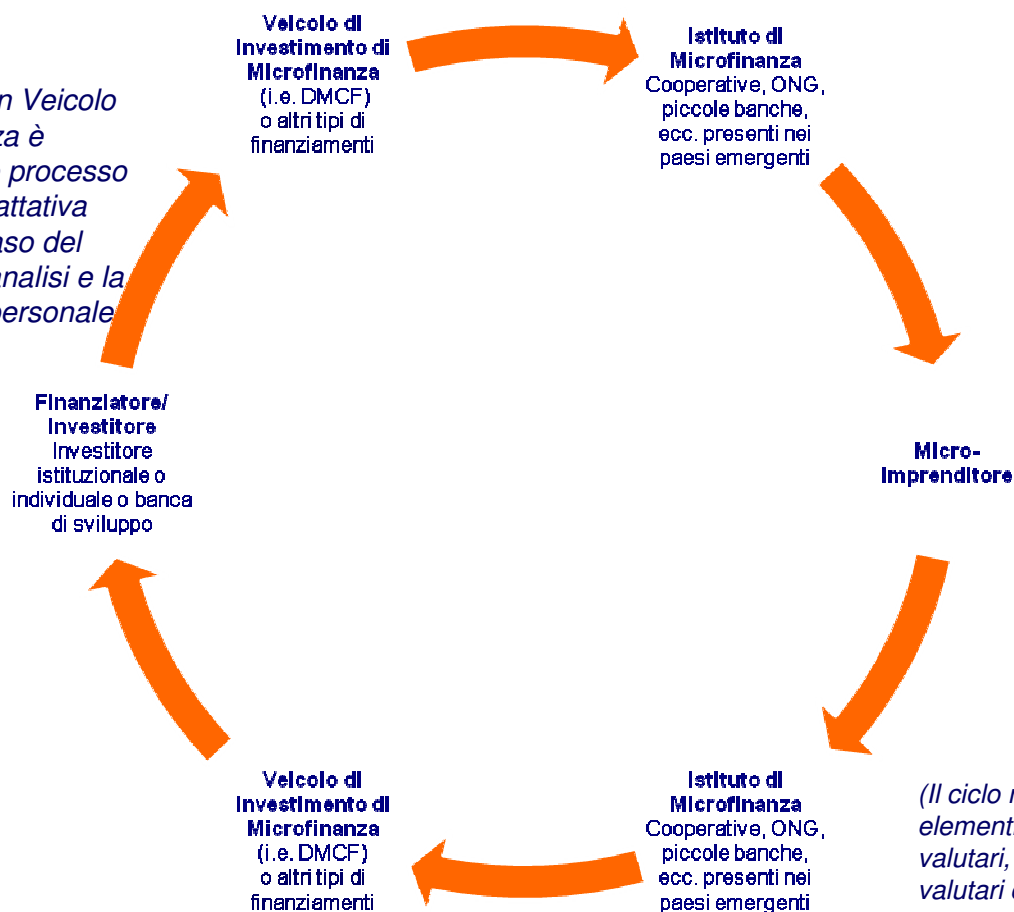 Veicolo di
Investimento di
Microfinanza
(i.e. DMCF)
o altri tipi di
finanziamenti
Istituto di
Microfinanza
Cooperative, ONG,
piccole banche,
ecc. presenti nei
paesi emergenti
n Veicolo
za è
processo
attativa
aso del
analisi e la
personale
Finanziatore/
Investitore
Investitore
istituzionale o
individuale o banca
di sviluppo
Micro-
Imprenditore
Veicolo di
Investimento di
Microfinanza
(i.e. DMCF)
o altri tipi di
finanziamenti
Istituto di
Microfinanza
Cooperative, ONG,
piccole banche,
ecc. presenti nei
paesi emergenti
(Il ciclo
element
valutari,
valutari